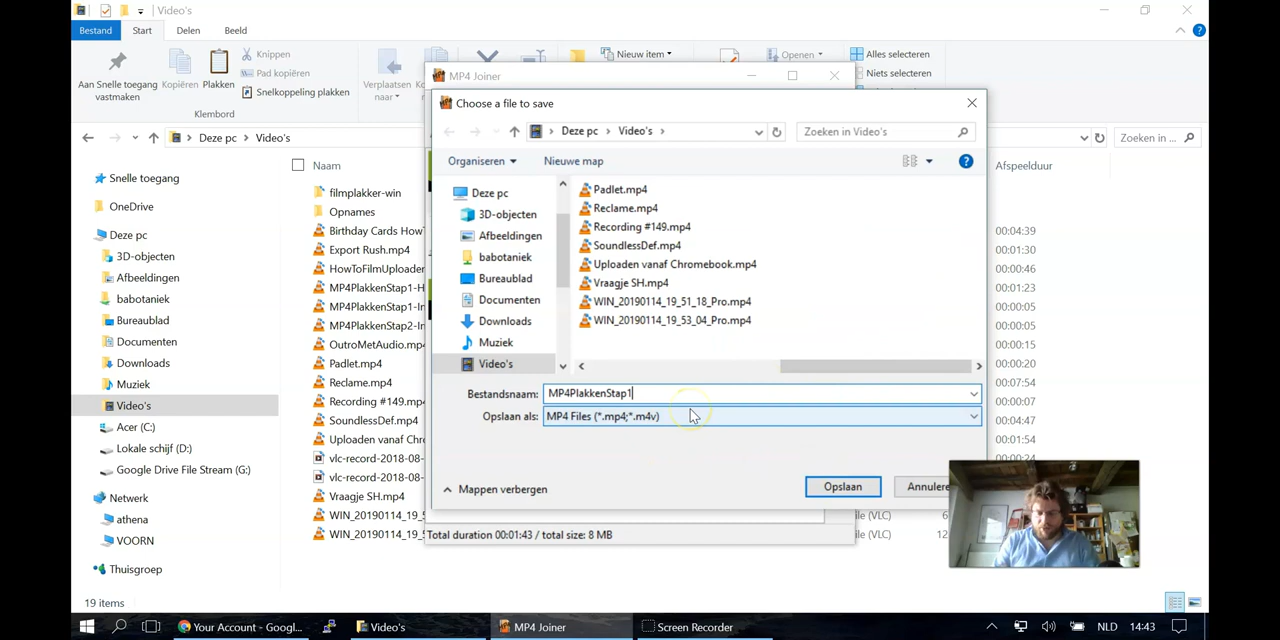 Video's
Bestand
Start
Delen
Beeld
Aan Snelle toegang
vastmaken
Kopiëren
Plakken
Knippen
Pad kopiëren
Snelkoppeling plakken
Klembord
Verplaatsen
naar
Nieuw item
Openen
Alles selecteren
Niets selecteren
Deze pc
Video's
Zoeken in ...
Naam
Afspeelduur
Snelle toegang
OneDrive
Deze pc
3D-objecten
Afbeeldingen
babotaniek
Bureaublad
Documenten
Downloads
Muziek
Video's
Acer (C:)
Lokale schijf (D:)
Google Drive File Stream (G:)
Netwerk
athena
VOORN
Thuisgroep
19 items
filmplakker-win
Opnames
Birthday Cards How
Export Rush.mp4
HowToFilmUploader
MP4PlakkenStap1-H
MP4PlakkenStap1-In
MP4PlakkenStap2-In
OutroMetAudio.mp4
Padlet.mp4
Reclame.mp4
Recording #149.mp4
SoundlessDef.mp4
Uploaden vanaf Chr
vlc-record-2018-08-
vlc-record-2018-08-
Vraagje SH.mp4
WIN_20190114_19_5
WIN_20190114_19_5
00:04:39
00:01:30
00:00:46
00:01:23
00:00:05
00:00:05
00:00:15
00:00:20
00:07:54
00:04:43
00:01:54
00:00:24
MP4 Joiner
Choose a file to save
Deze pc
Video's
Zoeken in Video's
Organiseren
Nieuwe map
Deze pc
3D-objecten
Afbeeldingen
babotaniek
Bureaublad
Documenten
Downloads
Muziek
Video's
Padlet.mp4
Reclame.mp4
Recording #149.mp4
SoundlessDef.mp4
Uploaden vanaf Chromebook.mp4
Vraagje SH.mp4
WIN_20190114_19_51_18_Pro.mp4
WIN_20190114_19_53_04_Pro.mp4
Bestandsnaam:
MP4PlakkenStap1
Opslaan als:
MP4 Files (*.mp4;*.m4v)
Mappen verbergen
Opslaan
Annulere
Total duration 00:01:43 / total size: 8 MB
Your Account - Googl...
Video's
MP4 Joiner
Screen Recorder
NLD
14:43